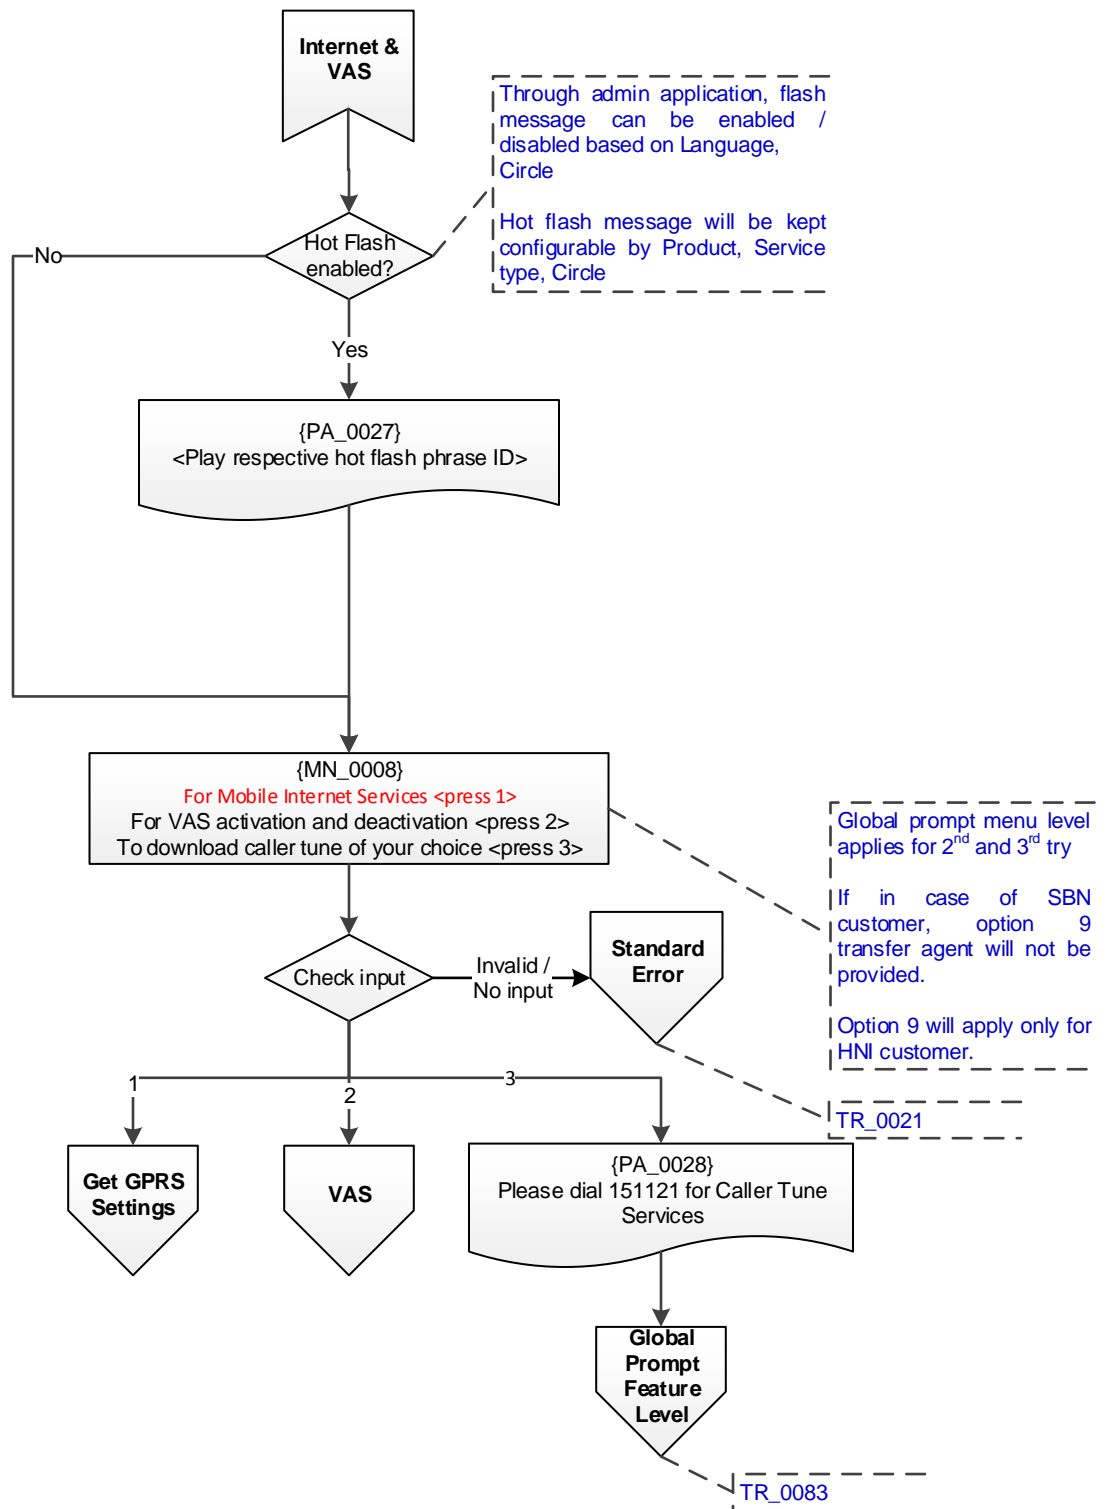 Internet &
VAS
Through admin application, flash
message can be enabled /
disabled based on Language,
Circle
Hot flash message will be kept
configurable by Product, Service
type, Circle
Hot Flash
enabled?
No
Yes
{PA_0027}
<Play respective hot flash phrase ID>
{MN_0008}
For Mobile Internet Services <press 1>
For VAS activation and deactivation <press 2>
To download caller tune of your choice <press 3>
Global prompt menu level
applies for 2nd and 3rd try
If in case of SBN
customer, option 9
transfer agent will not be
provided.
Option 9 will apply only for
HNI customer.
Check input
Invalid /
No input
Standard
Error
TR_0021
1
2
3
Get GPRS
Settings
VAS
{PA_0028}
Please dial 151121 for Caller Tune
Services
Global
Prompt
Feature
Level
TR_0083